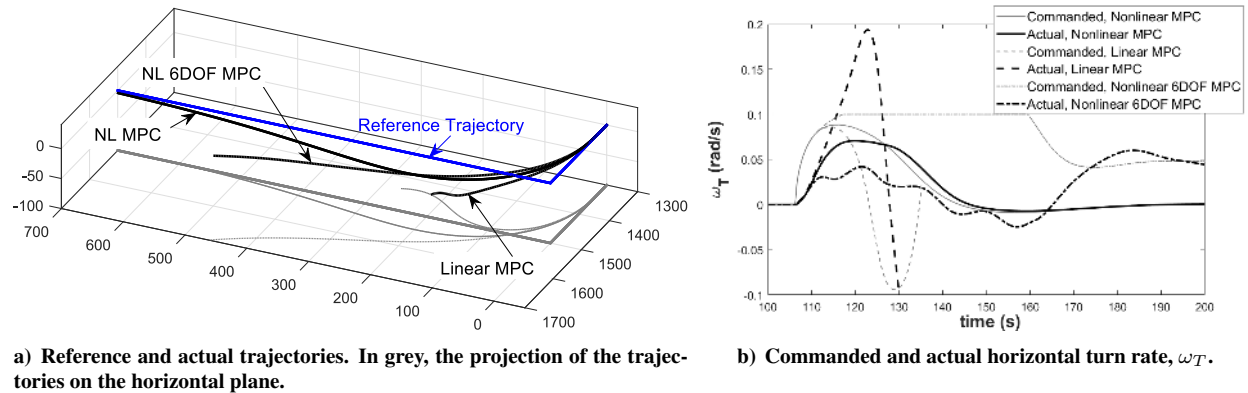 NL 6DOF MPC
NL MPC
Reference Trajectory
Linear MPC
0
-50
-100
700
600
500
400
300
200
100
0
1300
1400
1500
1600
1700
a) Reference and actual trajectories. In grey, the projection of the trajec-
tories on the horizontal plane.
Commanded, Nonlinear MPC
Actual, Nonlinear MPC
Commanded, Linear MPC
Actual, Linear MPC
Commanded, Nonlinear 6DOF MPC
Actual, Nonlinear 6DOF MPC
0.2
0.15
0.1
0.05
0
-0.05
-0.1
ω_T (rad/s)
100
110
120
130
140
150
160
170
180
190
200
time (s)
b) Commanded and actual horizontal turn rate, ω_T.